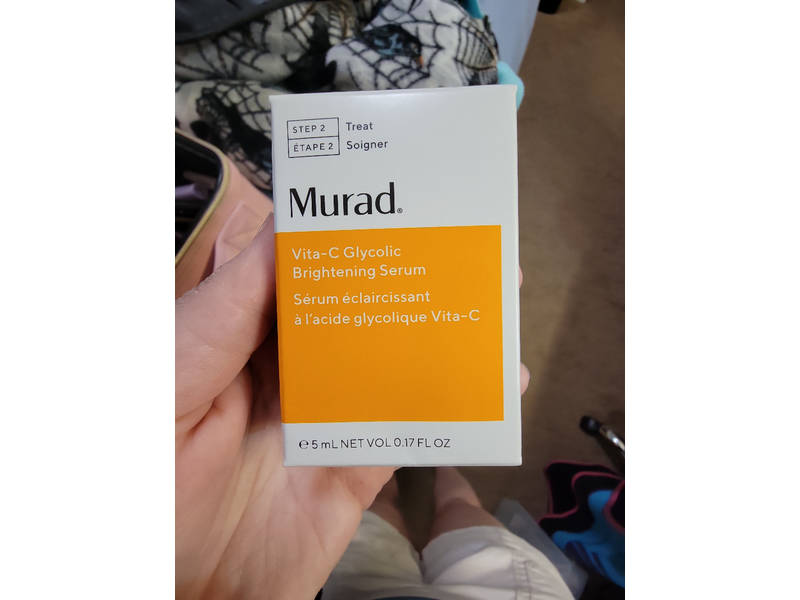 STEP 2 Treat
ÉTAPE 2 Soigner
Murad®
Vita-C Glycolic
Brightening Serum
Sérum éclaircissant
à l'acide glycolique Vita-C
℮ 5 mL NET VOL 0.17 FL OZ